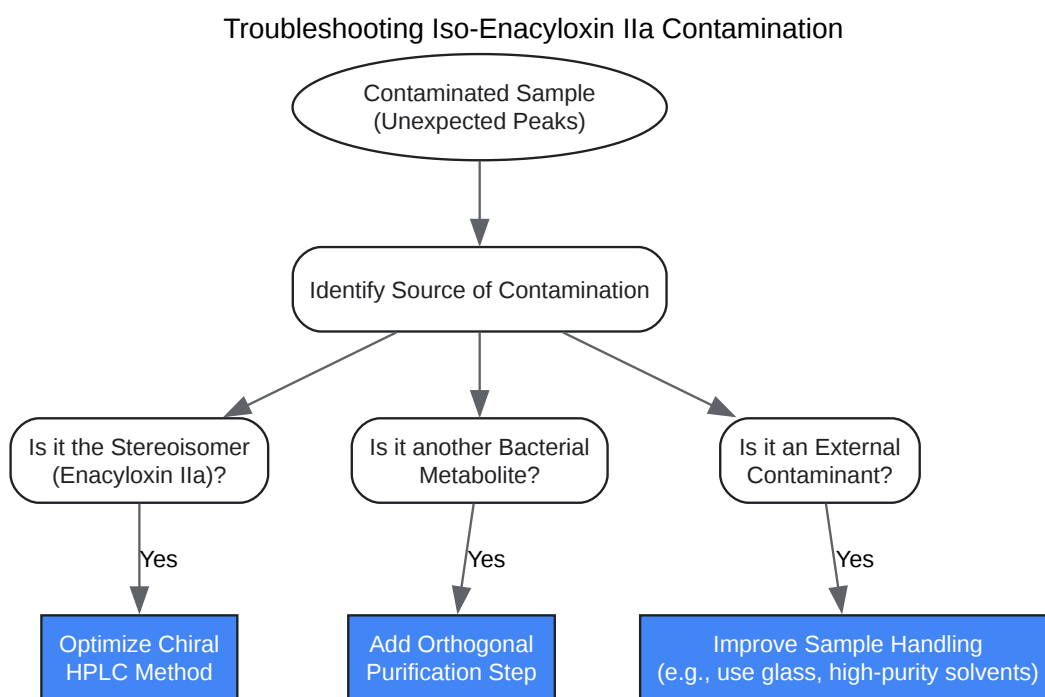 Troubleshooting Iso-Enacyloxin IIa Contamination
Contaminated Sample
(Unexpected Peaks)
Identify Source of Contamination
Is it the Stereoisomer
(Enacyloxin IIa)?
Is it another Bacterial
Metabolite?
Is it an External
Contaminant?
Yes
Yes
Yes
Optimize Chiral
HPLC Method
Add Orthogonal
Purification Step
Improve Sample Handling
(e.g., use glass, high-purity solvents)